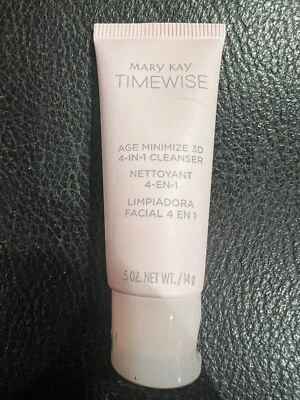 MARY KAY
TIMEWISE
AGE MINIMIZE 3D
4-IN-1 CLEANSER
NETTOYANT
4-EN-1
LIMPIADORA
FACIAL 4 EN 1
.5 OZ. NET WT./14 g